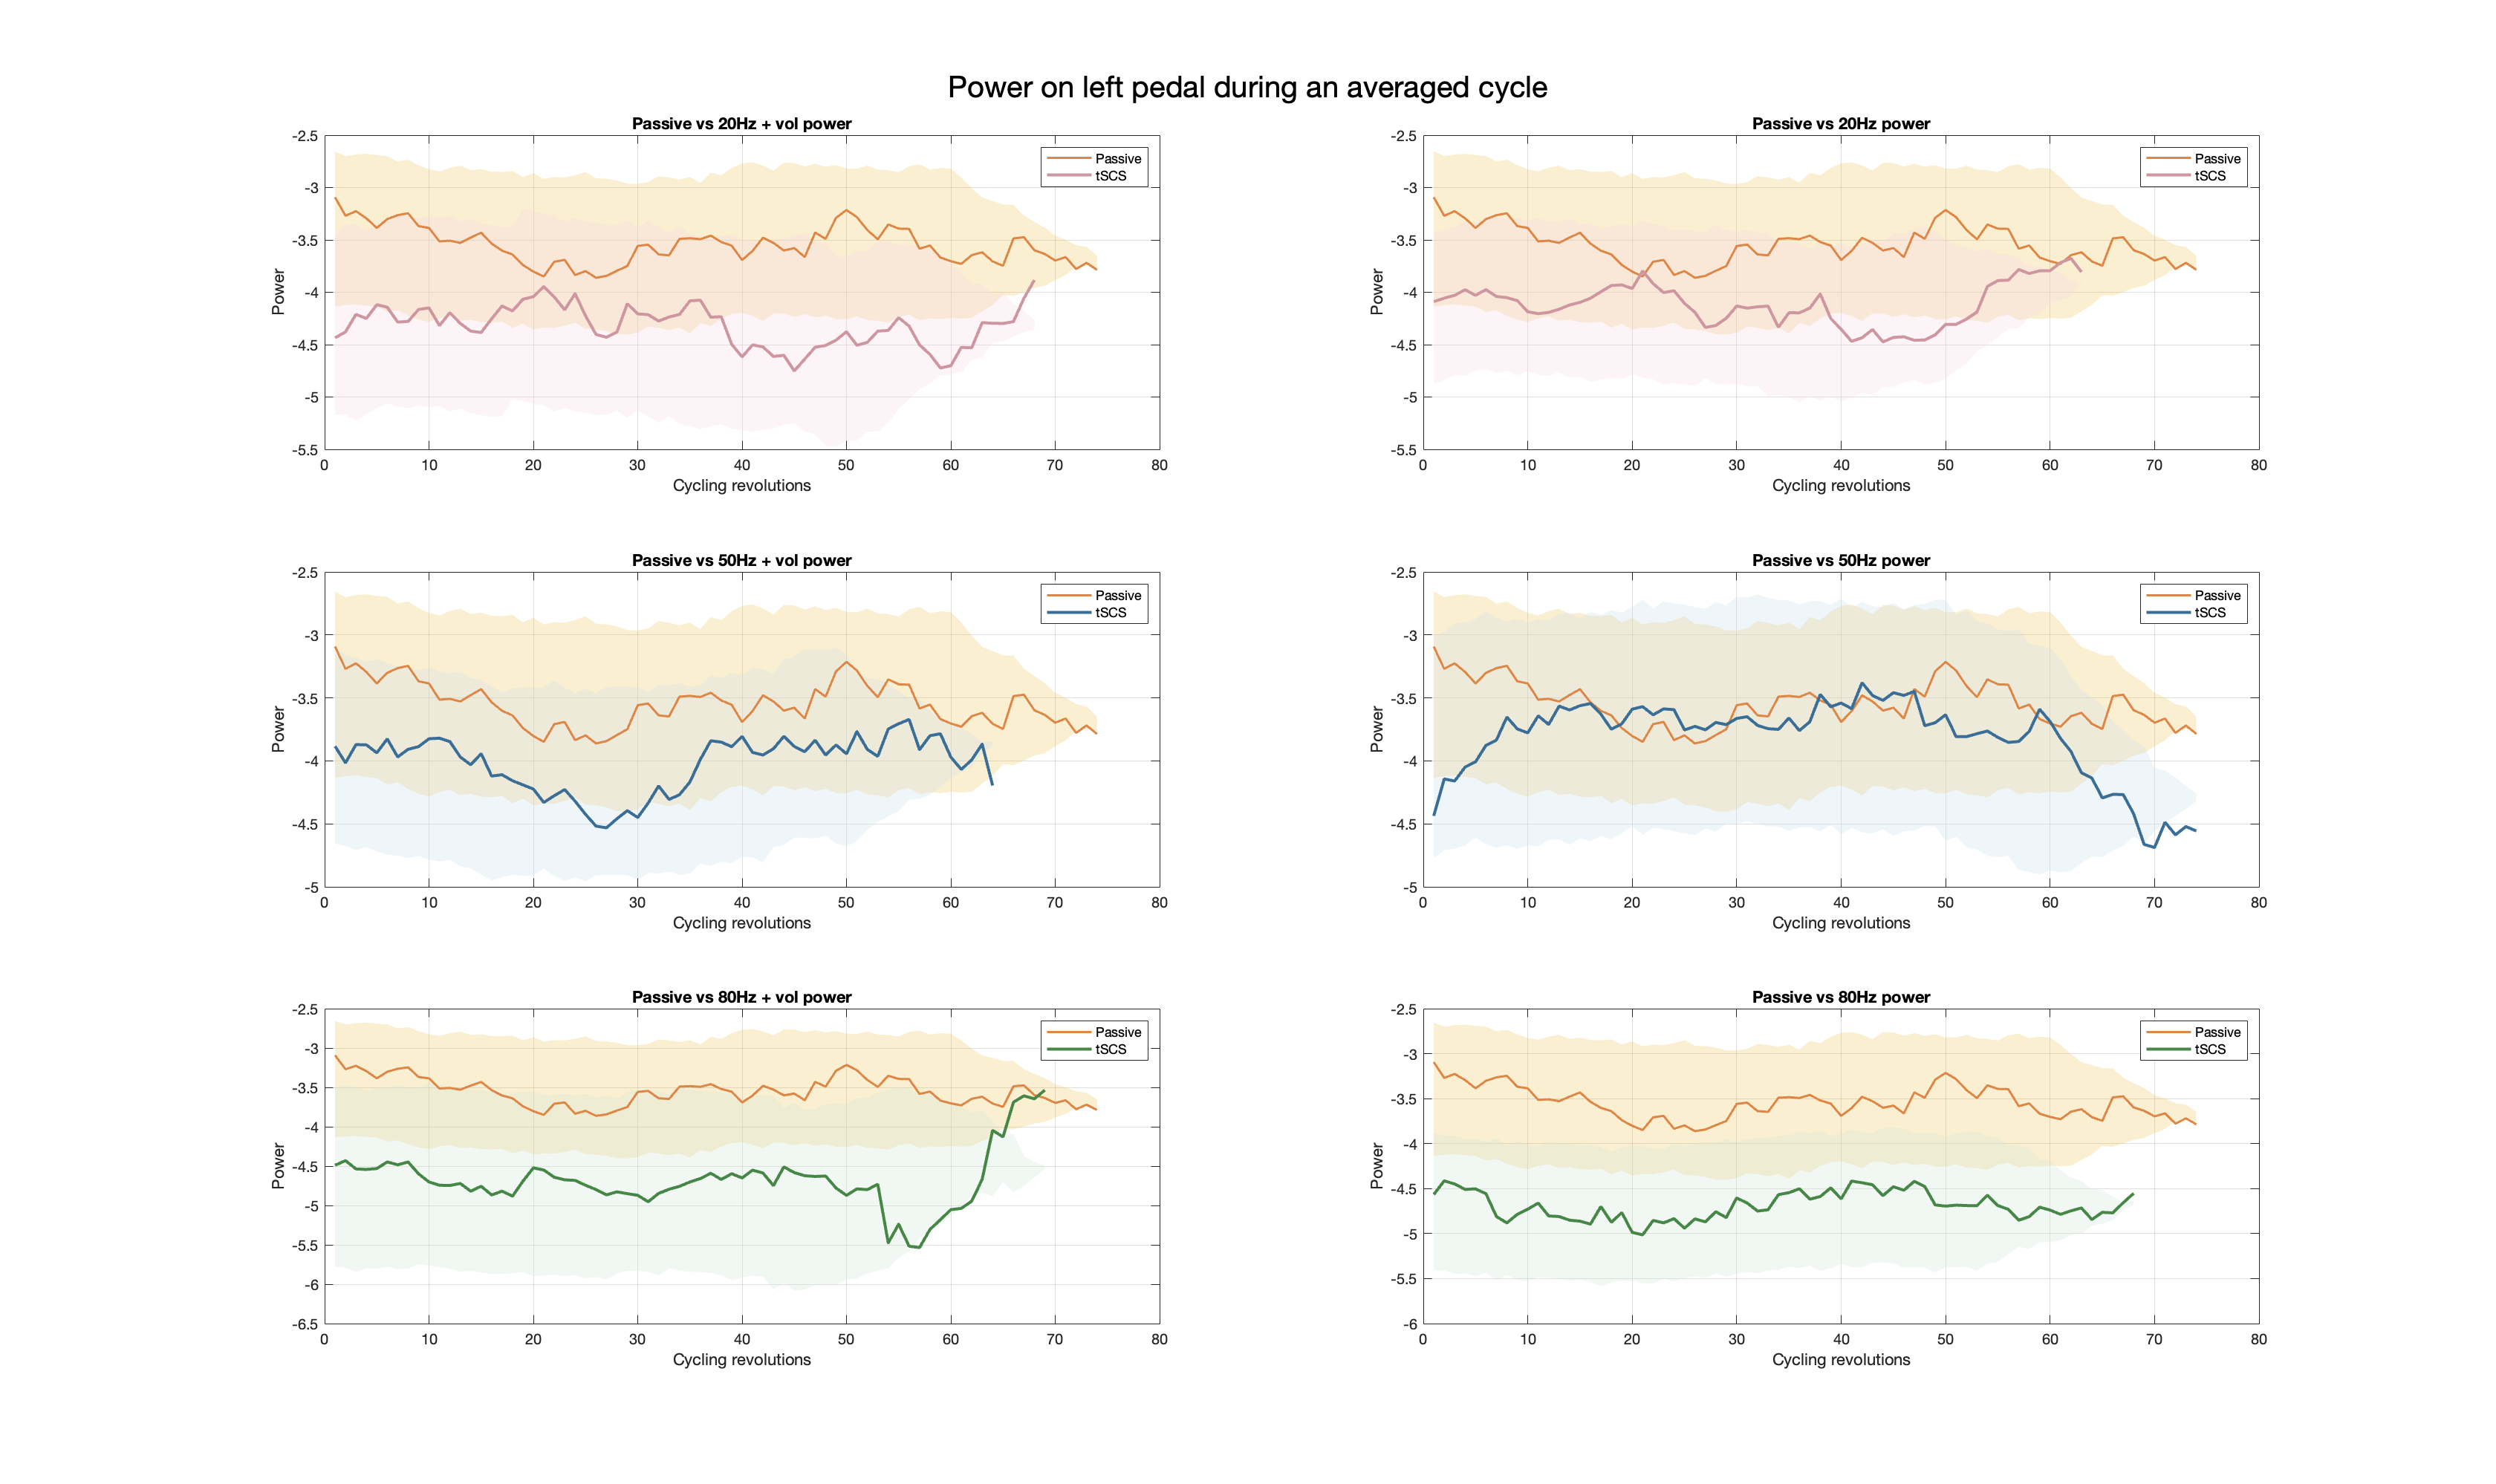 Power on left pedal during an averaged cycle
Passive vs 20Hz + vol power
-2.5
-3
-3.5
-4
-4.5
-5
-5.5
Power
0 10 20 30 40 50 60 70 80
Cycling revolutions
Passive
tSCS
Passive vs 20Hz power
-2.5
-3
-3.5
-4
-4.5
-5
-5.5
Power
0 10 20 30 40 50 60 70 80
Cycling revolutions
Passive
tSCS
Passive vs 50Hz + vol power
-2.5
-3
-3.5
-4
-4.5
-5
Power
0 10 20 30 40 50 60 70 80
Cycling revolutions
Passive
tSCS
Passive vs 50Hz power
-2.5
-3
-3.5
-4
-4.5
-5
Power
0 10 20 30 40 50 60 70 80
Cycling revolutions
Passive
tSCS
Passive vs 80Hz + vol power
-2.5
-3
-3.5
-4
-4.5
-5
-5.5
-6
-6.5
Power
0 10 20 30 40 50 60 70 80
Cycling revolutions
Passive
tSCS
Passive vs 80Hz power
-2.5
-3
-3.5
-4
-4.5
-5
-5.5
-6
Power
0 10 20 30 40 50 60 70 80
Cycling revolutions
Passive
tSCS